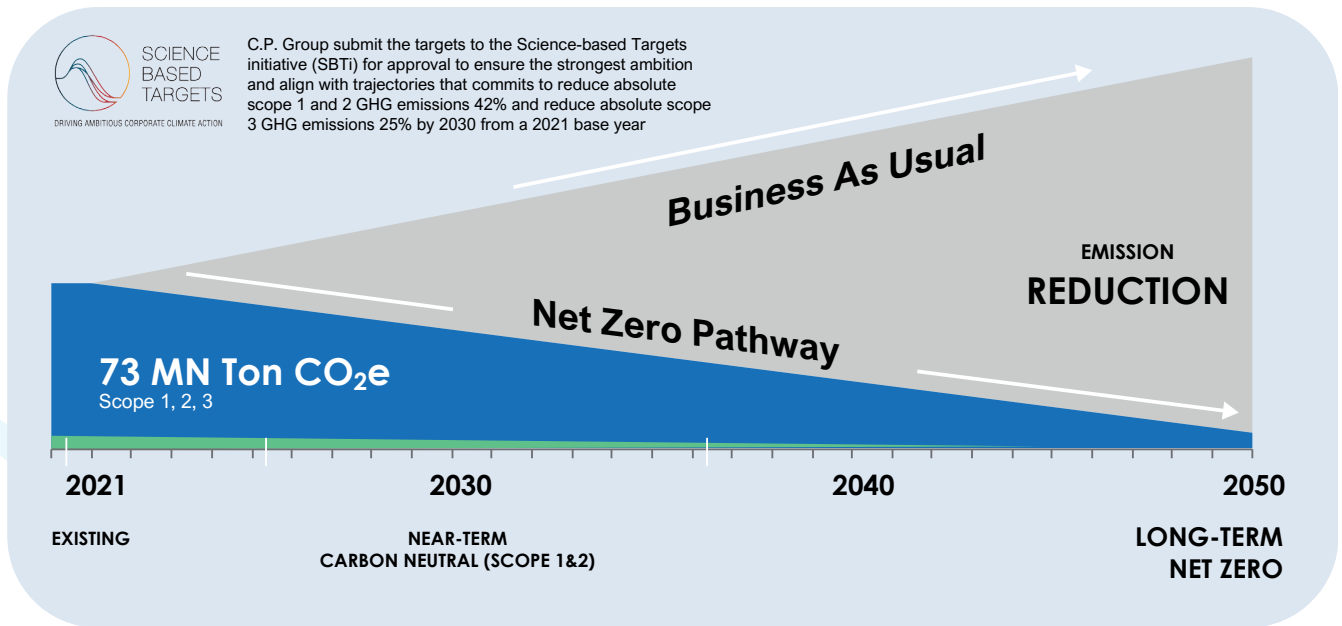 SCIENCE
BASED
TARGETS
DRIVING AMBITIOUS CORPORATE CLIMATE ACTION
C.P. Group submit the targets to the Science-based Targets
initiative (SBTi) for approval to ensure the strongest ambition
and align with trajectories that commits to reduce absolute
scope 1 and 2 GHG emissions 42% and reduce absolute scope
3 GHG emissions 25% by 2030 from a 2021 base year
Business As Usual
EMISSION
REDUCTION
Net Zero Pathway
73 MN Ton CO₂e
Scope 1, 2, 3
2021
2030
2040
2050
EXISTING
NEAR-TERM
CARBON NEUTRAL (SCOPE 1&2)
LONG-TERM
NET ZERO